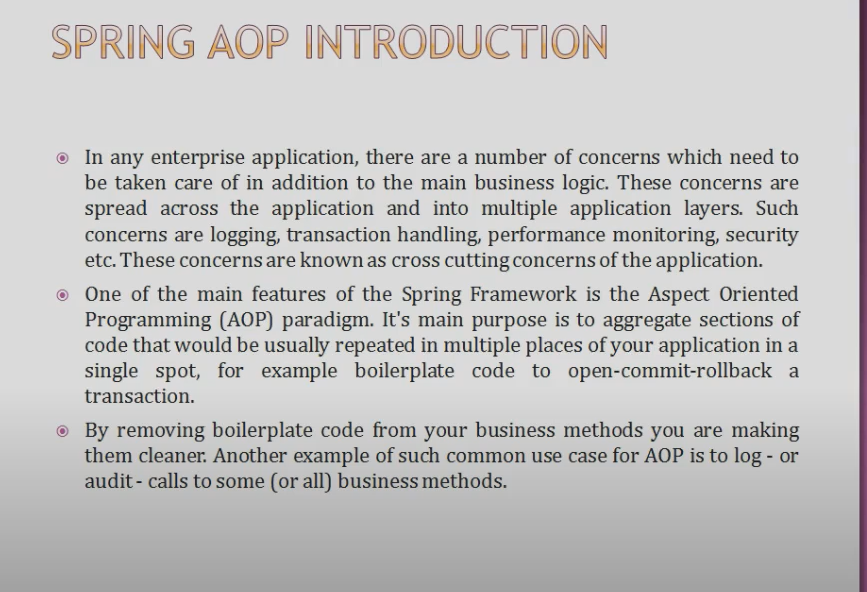 SPRING AOP INTRODUCTION
In any enterprise application, there are a number of concerns which need to
be taken care of in addition to the main business logic. These concerns are
spread across the application and into multiple application layers. Such
concerns are logging, transaction handling, performance monitoring, security
etc. These concerns are known as cross cutting concerns of the application.
One of the main features of the Spring Framework is the Aspect Oriented
Programming (AOP) paradigm. It's main purpose is to aggregate sections of
code that would be usually repeated in multiple places of your application in a
single spot, for example boilerplate code to open-commit-rollback a
transaction.
By removing boilerplate code from your business methods you are making
them cleaner. Another example of such common use case for AOP is to log - or
audit - calls to some (or all) business methods.